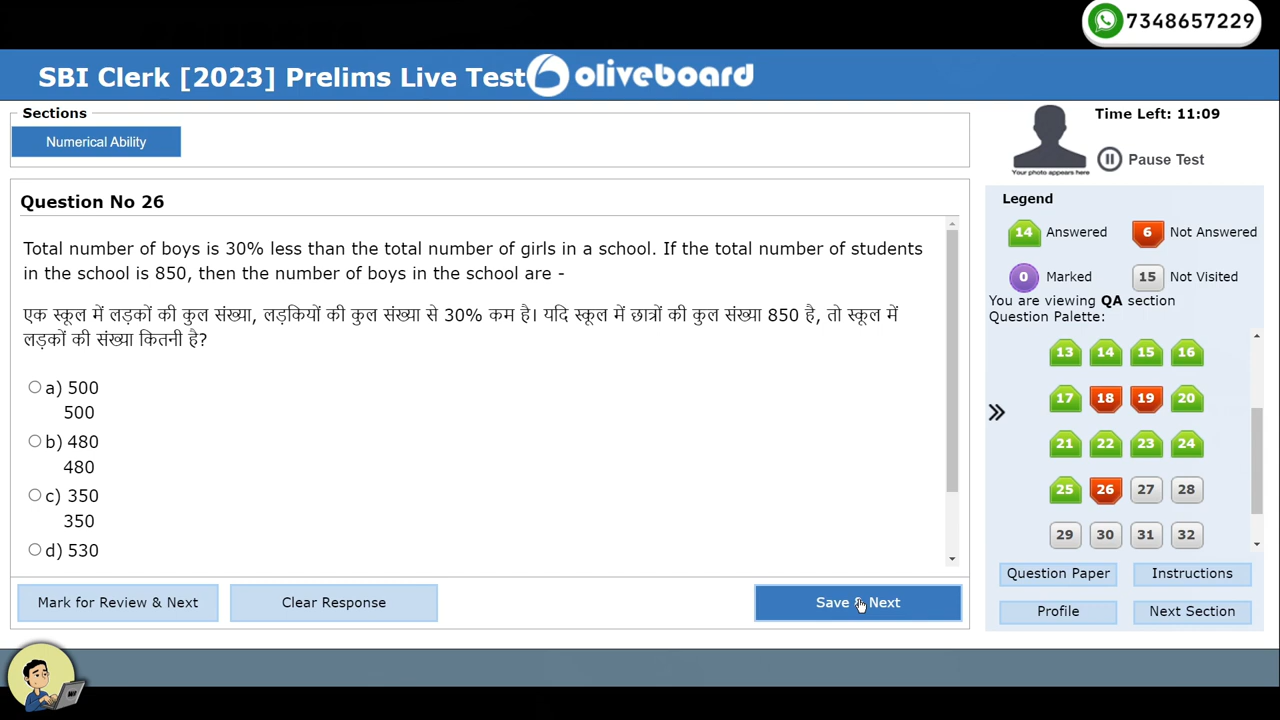 7348657229
SBI Clerk [2023] Prelims Live Test oliveboard
Sections
Numerical Ability
Time Left: 11:09
Pause Test
Your photo appears here
Question No 26
Total number of boys is 30% less than the total number of girls in a school. If the total number of students
in the school is 850, then the number of boys in the school are -
एक स्कूल में लड़कों की कुल संख्या, लड़कियों की कुल संख्या से 30% कम है। यदि स्कूल में छात्रों की कुल संख्या 850 है, तो स्कूल में
लड़कों की संख्या कितनी है?
a) 500
500
b) 480
480
c) 350
350
d) 530
Mark for Review & Next
Clear Response
Save & Next
Legend
14 Answered
6 Not Answered
0 Marked
15 Not Visited
You are viewing QA section
Question Palette:
13 14 15 16
17 18 19 20
21 22 23 24
25 26 27 28
29 30 31 32
Question Paper
Instructions
Profile
Next Section